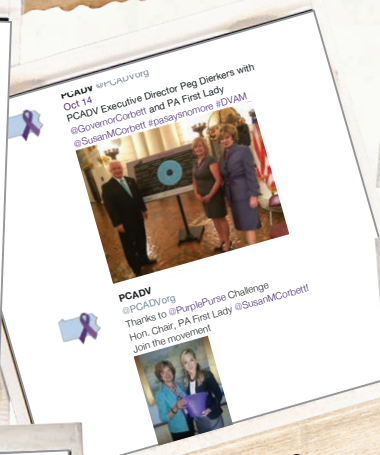 PCADV @PCADVorg
Oct 14
PCADV Executive Director Peg Dierkers with
@GovernorCorbett and PA First Lady
@SusanMCorbett #pasaysnomore #DVAM
PCADV
@PCADVorg
Thanks to @PurplePurse Challenge
Hon. Chair, PA First Lady @SusanMCorbett!
Join the movement